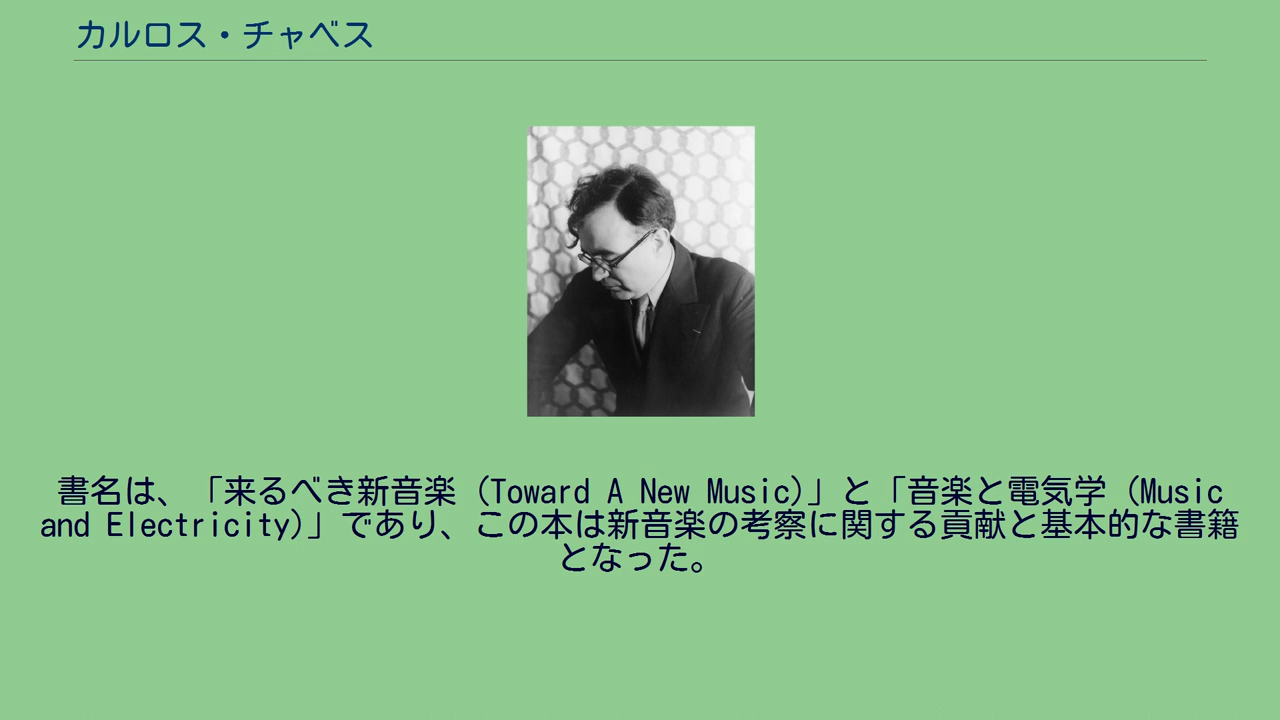 カルロス・チャベス
書名は、「来るべき新音楽 (Toward A New Music)」と「音楽と電気学 (Music
and Electricity)」であり、この本は新音楽の考察に関する貢献と基本的な書籍
となった。